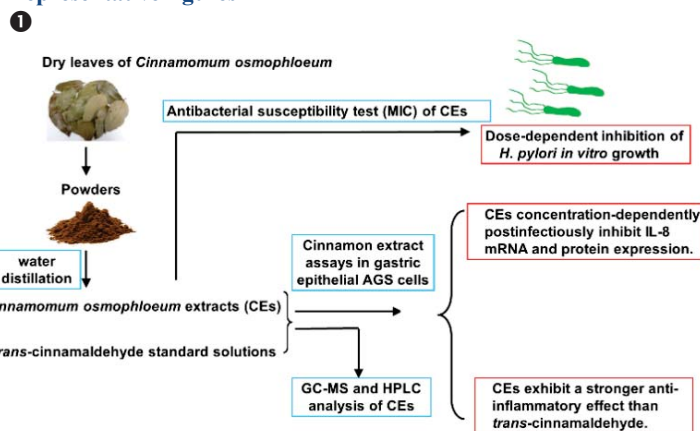 ❶
Dry leaves of Cinnamomum osmophloeum
Antibacterial susceptibility test (MIC) of CEs
Dose-dependent inhibition of
H. pylori in vitro growth
Powders
water
distillation
Cinnamon extract
assays in gastric
epithelial AGS cells
CEs concentration-dependently
postinfectiously inhibit IL-8
mRNA and protein expression.
nnamomum osmophloeum extracts (CEs)
trans-cinnamaldehyde standard solutions
GC-MS and HPLC
analysis of CEs
CEs exhibit a stronger anti-
inflammatory effect than
trans-cinnamaldehyde.